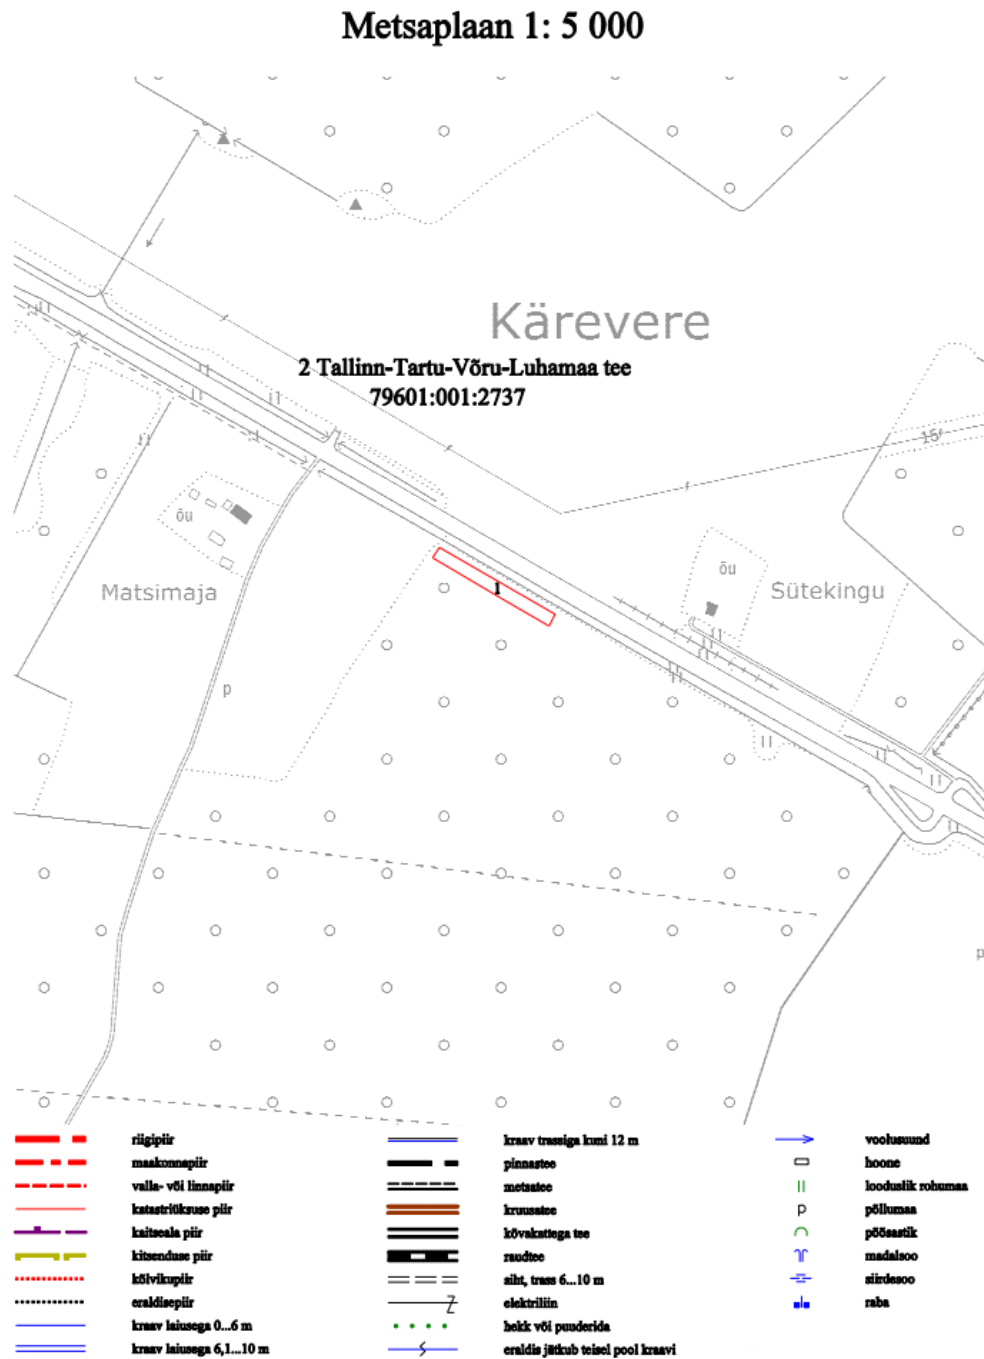 Metsaplaan 1: 5 000
Kärevere
2 Tallinn-Tartu-Võru-Luhamaa tee
79601:001:2737
15
õu
Matsimaja
1
õu
Sütekingu
p
p
riigipiir
maakonnapiir
valla- või linnapiir
katastriüksuse piir
kaitseala piir
kitsenduse piir
kõlvikupiir
eraldisepiir
kraav laiusega 0...6 m
kraav laiusega 6,1...10 m
kraav trassiga kuni 12 m
pinnastee
metsatee
kruusatee
kõvakattega tee
raudtee
siht, trass 6...10 m
elektriliin
hekk või puuderida
eraldis jätkub teisel pool kraavi
voolusuund
hoone
looduslik rohumaa
p põllumaa
põõsastik
madalsoo
siirdesoo
raba